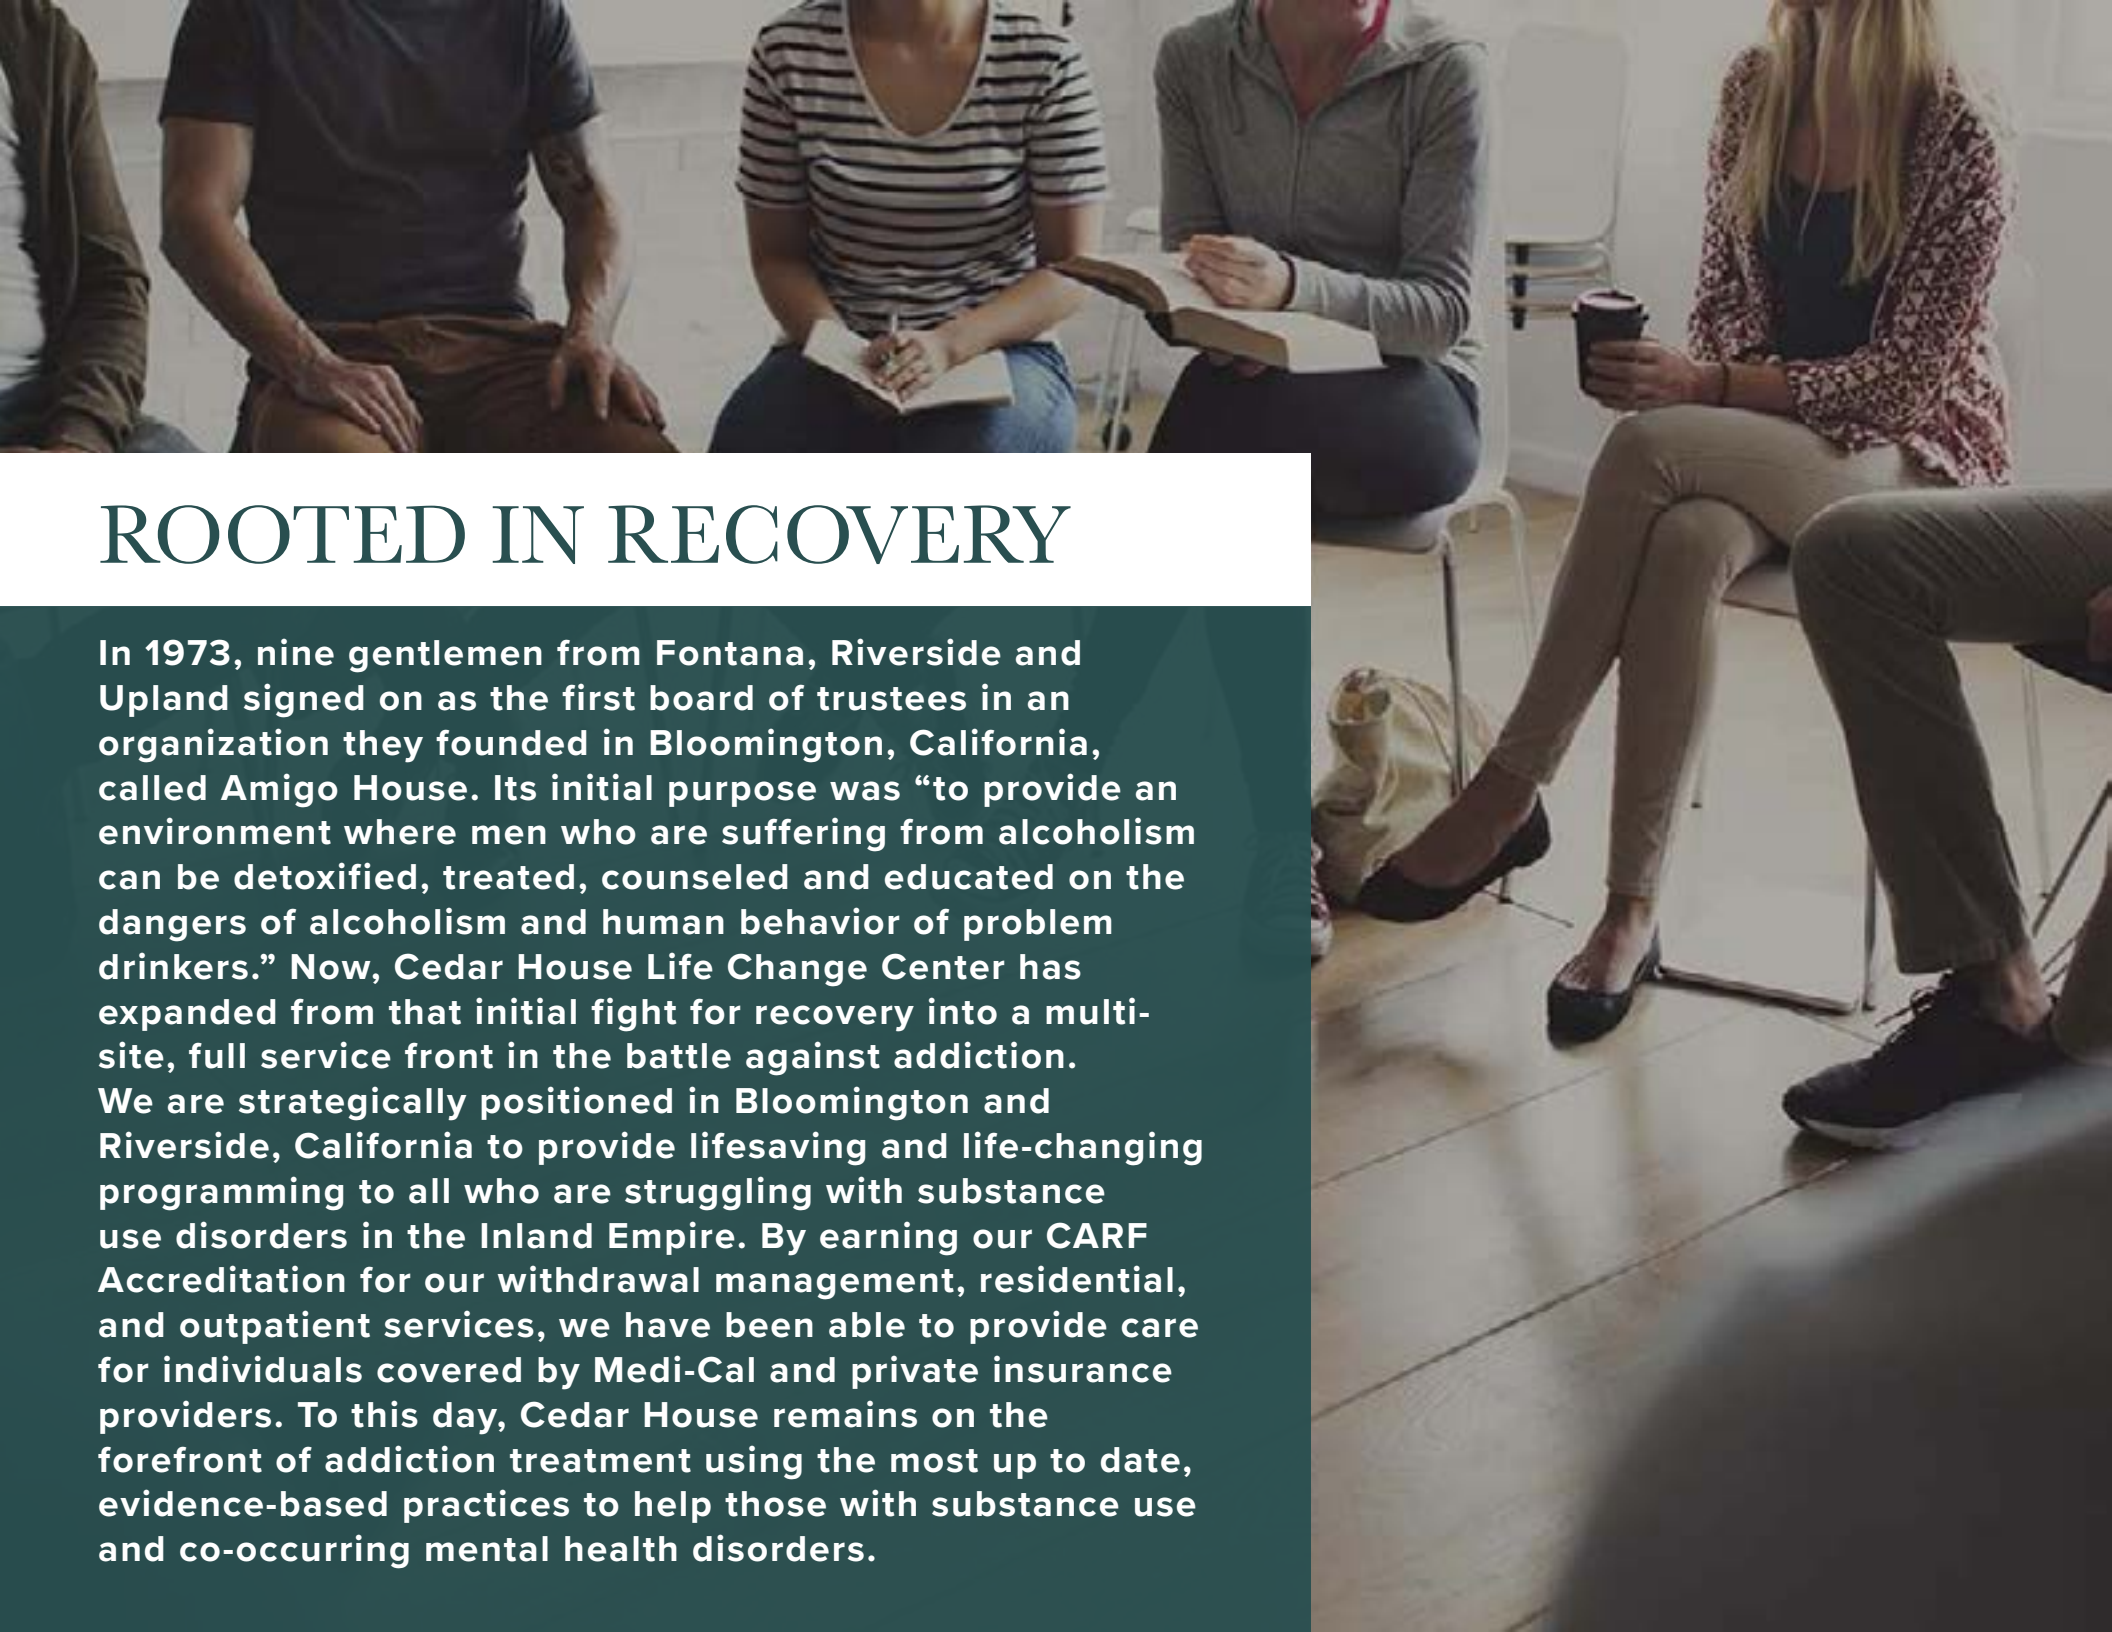 ROOTED IN RECOVERY
In 1973, nine gentlemen from Fontana, Riverside and
Upland signed on as the first board of trustees in an
organization they founded in Bloomington, California,
called Amigo House. Its initial purpose was “to provide an
environment where men who are suffering from alcoholism
can be detoxified, treated, counseled and educated on the
dangers of alcoholism and human behavior of problem
drinkers.” Now, Cedar House Life Change Center has
expanded from that initial fight for recovery into a multi-
site, full service front in the battle against addiction.
We are strategically positioned in Bloomington and
Riverside, California to provide lifesaving and life-changing
programming to all who are struggling with substance
use disorders in the Inland Empire. By earning our CARF
Accreditation for our withdrawal management, residential,
and outpatient services, we have been able to provide care
for individuals covered by Medi-Cal and private insurance
providers. To this day, Cedar House remains on the
forefront of addiction treatment using the most up to date,
evidence-based practices to help those with substance use
and co-occurring mental health disorders.